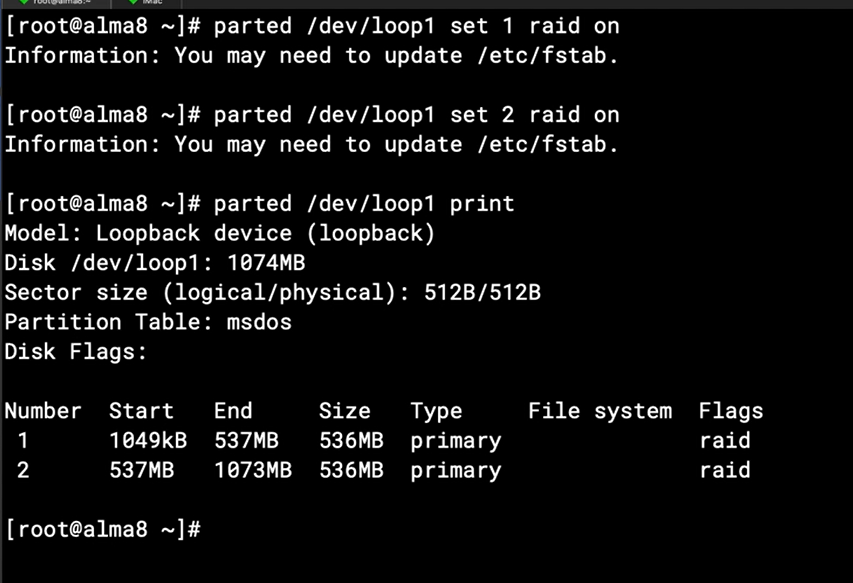 root@alma8:~ iMac
[root@alma8 ~]# parted /dev/loop1 set 1 raid on
Information: You may need to update /etc/fstab.
[root@alma8 ~]# parted /dev/loop1 set 2 raid on
Information: You may need to update /etc/fstab.
[root@alma8 ~]# parted /dev/loop1 print
Model: Loopback device (loopback)
Disk /dev/loop1: 1074MB
Sector size (logical/physical): 512B/512B
Partition Table: msdos
Disk Flags:
Number Start End Size Type File system Flags
1 1049kB 537MB 536MB primary raid
2 537MB 1073MB 536MB primary raid
[root@alma8 ~]#